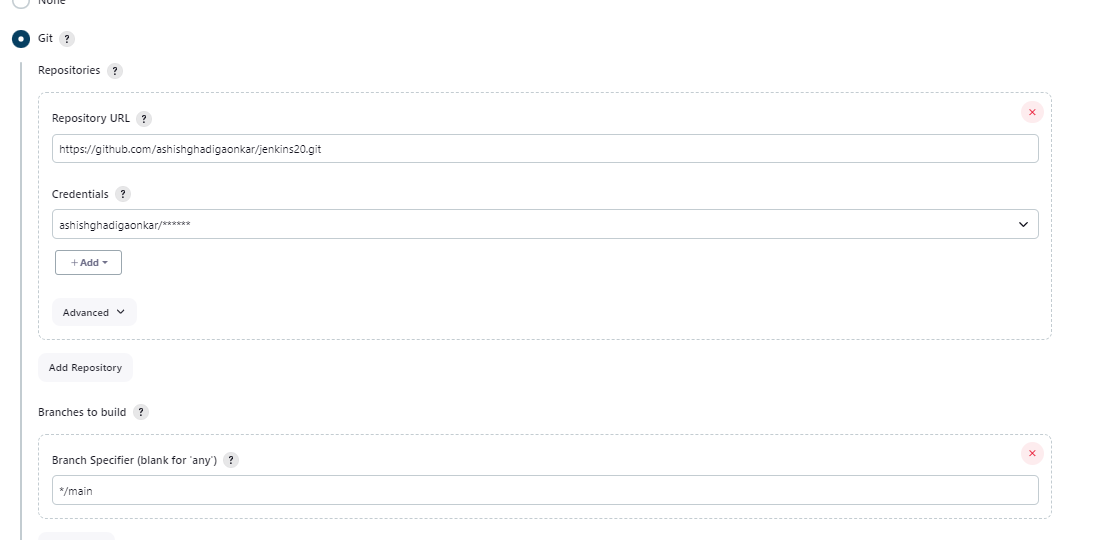 None
Git ?
Repositories ?
Repository URL ?
https://github.com/ashishghadigaonkar/jenkins20.git
Credentials ?
ashishghadigaonkar/******
+ Add
Advanced
Add Repository
Branches to build ?
Branch Specifier (blank for 'any') ?
*/main